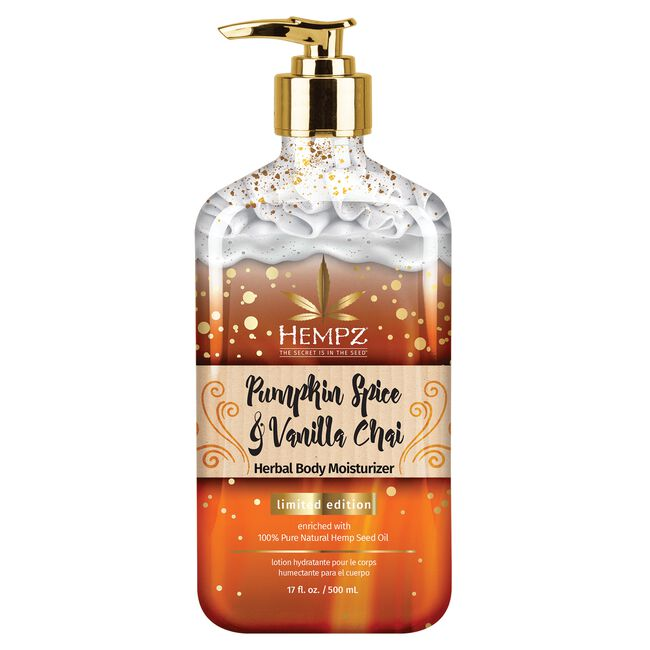 HEMPZ
THE SECRET IS IN THE SEED
Pumpkin Spice
& Vanilla Chai
Herbal Body Moisturizer
limited edition
enriched with
100% Pure Natural Hemp Seed Oil
lotion hydratante pour le corps
humectante para el cuerpo
17 fl. oz. / 500 mL